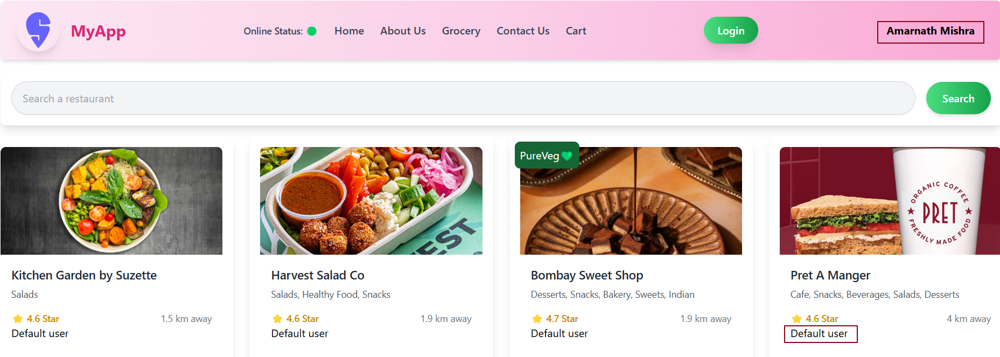 MyApp
Online Status:
Home
About Us
Grocery
Contact Us
Cart
Login
Amarnath Mishra
Search a restaurant
Search
PureVeg💚
VEST
ORGANIC COFFEE
PRET
FRESHLY MADE FOOD
Kitchen Garden by Suzette
Salads
⭐ 4.6 Star 1.5 km away
Default user
Harvest Salad Co
Salads, Healthy Food, Snacks
⭐ 4.6 Star 1.9 km away
Default user
Bombay Sweet Shop
Desserts, Snacks, Bakery, Sweets, Indian
⭐ 4.7 Star 1.9 km away
Default user
Pret A Manger
Cafe, Snacks, Beverages, Salads, Desserts
⭐ 4.6 Star 4 km away
Default user